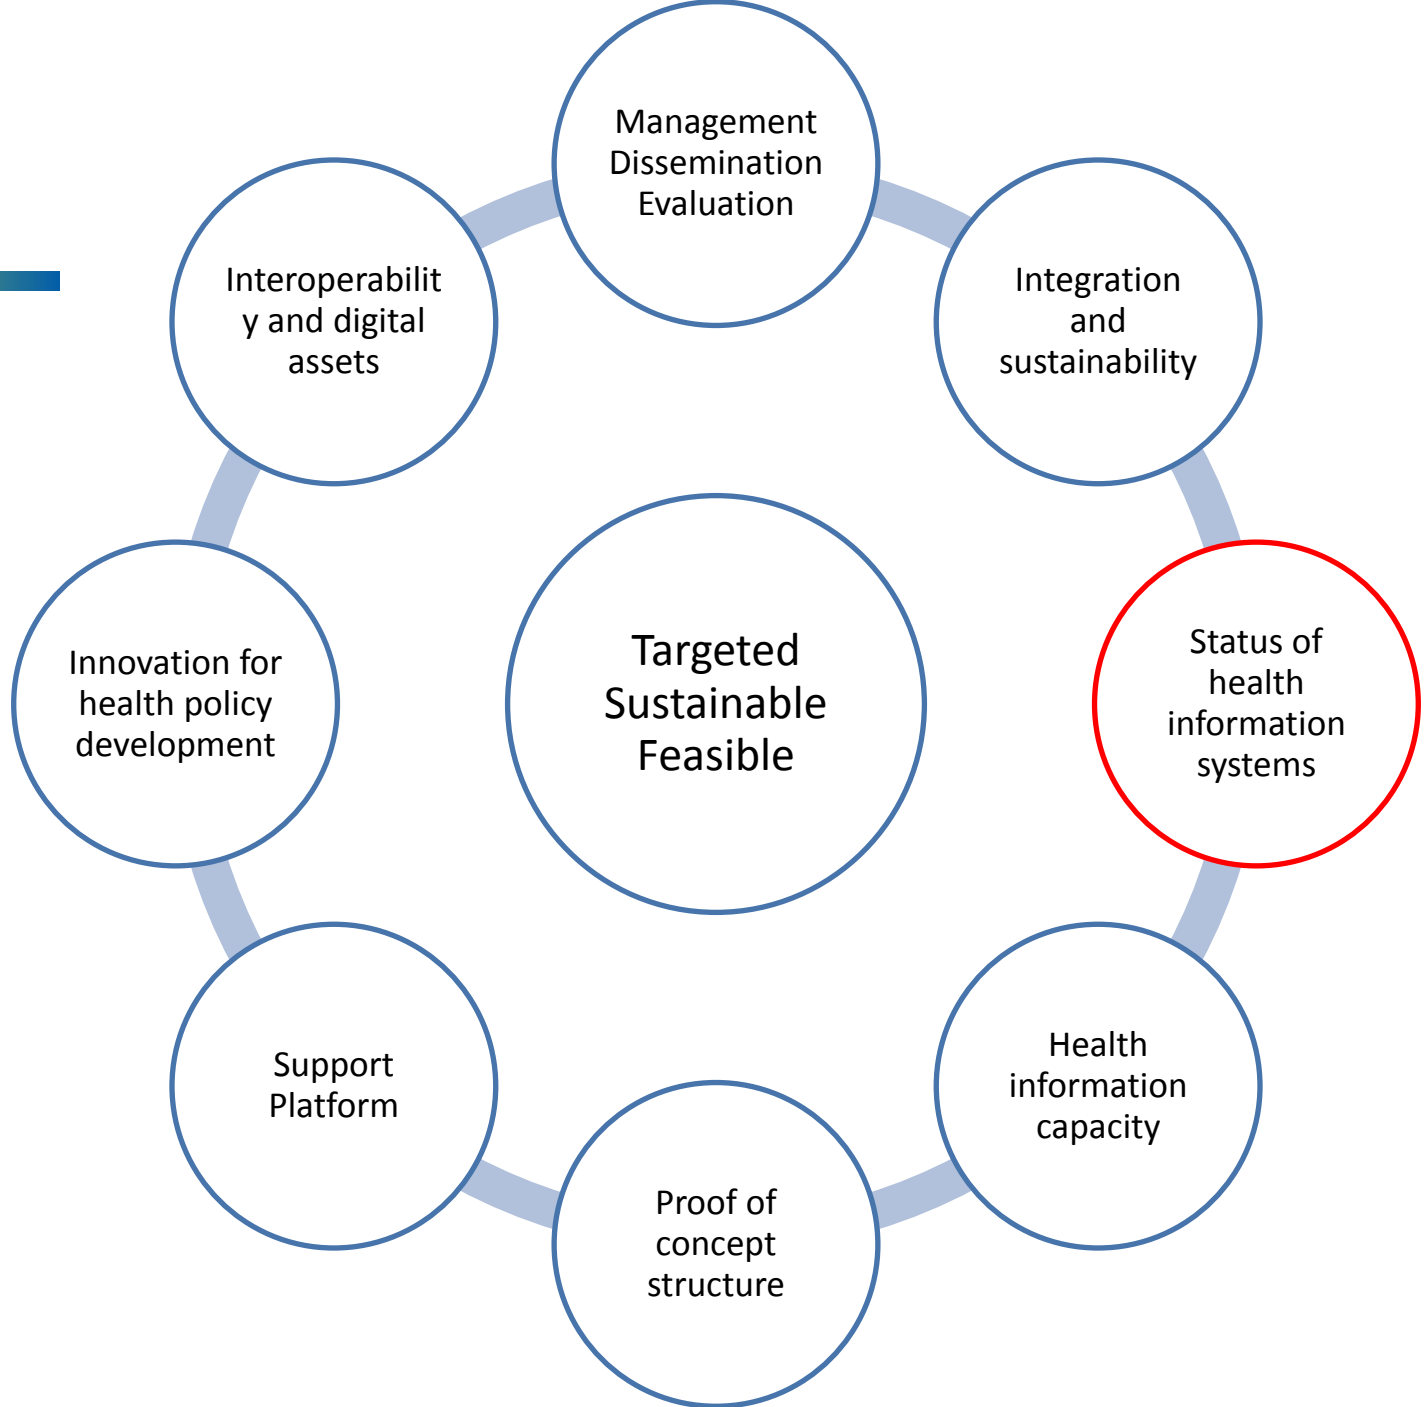 Management
Dissemination
Evaluation
Integration
and
sustainability
Status of
health
information
systems
Health
information
capacity
Proof of
concept
structure
Support
Platform
Innovation for
health policy
development
Interoperabilit
y and digital
assets
Targeted
Sustainable
Feasible